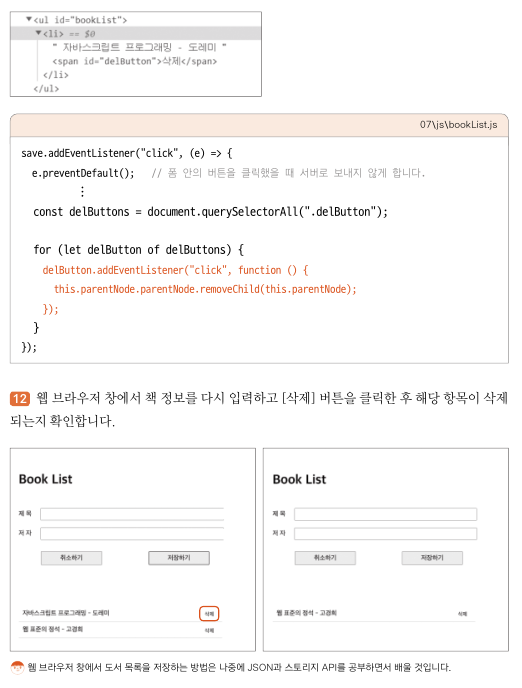 ▼<ul id="bookList">
▼<li> == $0
" 자바스크립트 프로그래밍 - 도레미 "
<span id="delButton">삭제</span>
</li>
</ul>
07\js\bookList.js
save.addEventListener("click", (e) => {
e.preventDefault(); // 폼 안의 버튼을 클릭했을 때 서버로 보내지 않게 합니다.
⋮
const delButtons = document.querySelectorAll(".delButton");
for (let delButton of delButtons) {
delButton.addEventListener("click", function () {
this.parentNode.parentNode.removeChild(this.parentNode);
});
}
});
12 웹 브라우저 창에서 책 정보를 다시 입력하고 [삭제] 버튼을 클릭한 후 해당 항목이 삭제
되는지 확인합니다.
Book List
제 목
저 자
취소하기 저장하기
자바스크립트 프로그래밍 - 도레미 삭제
웹 표준의 정석 - 고경희 삭제
Book List
제 목
저 자
취소하기 저장하기
웹 표준의 정석 - 고경희 삭제
웹 브라우저 창에서 도서 목록을 저장하는 방법은 나중에 JSON과 스토리지 API를 공부하면서 배울 것입니다.